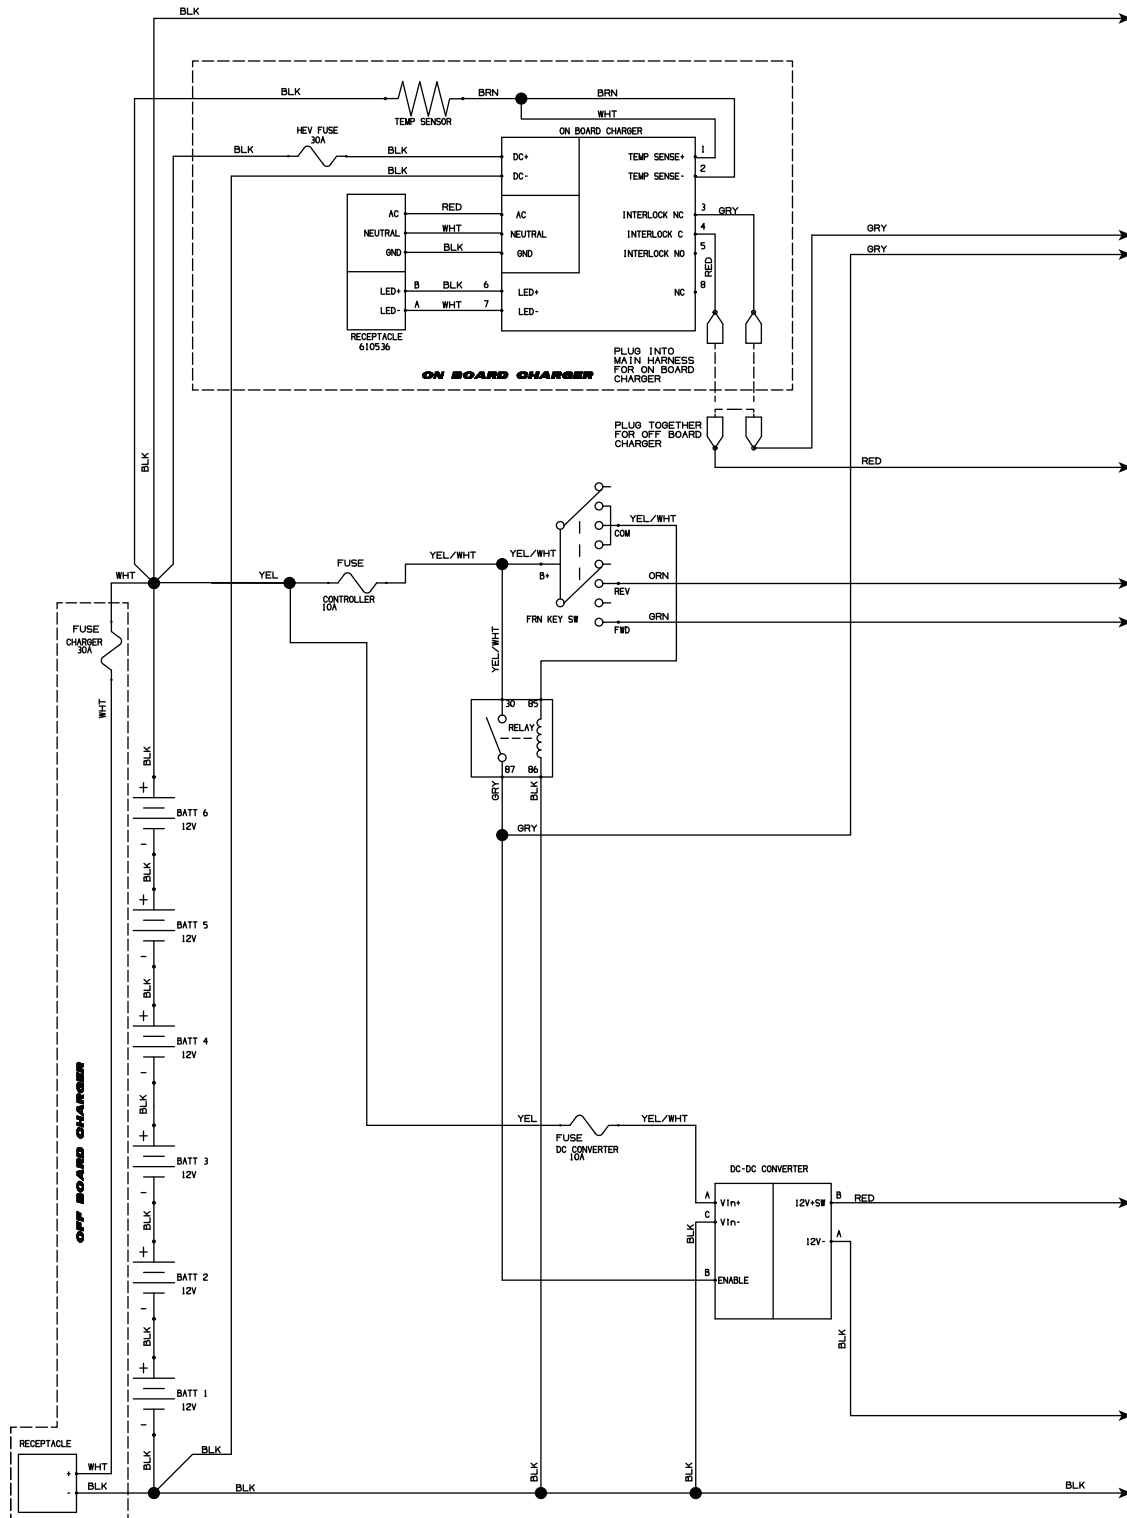 BLK
BLK
BRN
BRN
TEMP SENSOR
WHT
HEV FUSE
30A
ON BOARD CHARGER
BLK
BLK
DC+
TEMP SENSE+
1
BLK
DC-
TEMP SENSE-
2
AC
RED
AC
INTERLOCK NC
3
GRY
NEUTRAL
WHT
NEUTRAL
INTERLOCK C
4
GND
BLK
GND
INTERLOCK NO
5
RED
GRY
GRY
LED+
B
BLK
6
LED+
NC
8
LED-
A
WHT
7
LED-
RECEPTACLE
610536
PLUG INTO
MAIN HARNESS
FOR ON BOARD
CHARGER
ON BOARD CHARGER
PLUG TOGETHER
FOR OFF BOARD
CHARGER
BLK
RED
YEL/WHT
COM
YEL/WHT
YEL/WHT
FUSE
WHT
YEL
B+
ORN
REV
CONTROLLER
10A
FRN KEY SW
GRN
FWD
FUSE
CHARGER
30A
YEL/WHT
WHT
30
85
RELAY
87
86
BLK
GRY
BLK
+
BATT 6
12V
GRY
-
BLK
+
BATT 5
12V
-
BLK
+
BATT 4
12V
-
BLK
OFF BOARD CHARGER
YEL
YEL/WHT
FUSE
DC CONVERTER
10A
+
BATT 3
12V
DC-DC CONVERTER
-
BLK
A
Vin+
12V+SW
B
RED
C
Vin-
12V-
A
BLK
+
BATT 2
12V
B
ENABLE
-
BLK
BLK
+
BATT 1
12V
-
RECEPTACLE
BLK
BLK
+
WHT
-
BLK
BLK
BLK
BLK
BLK